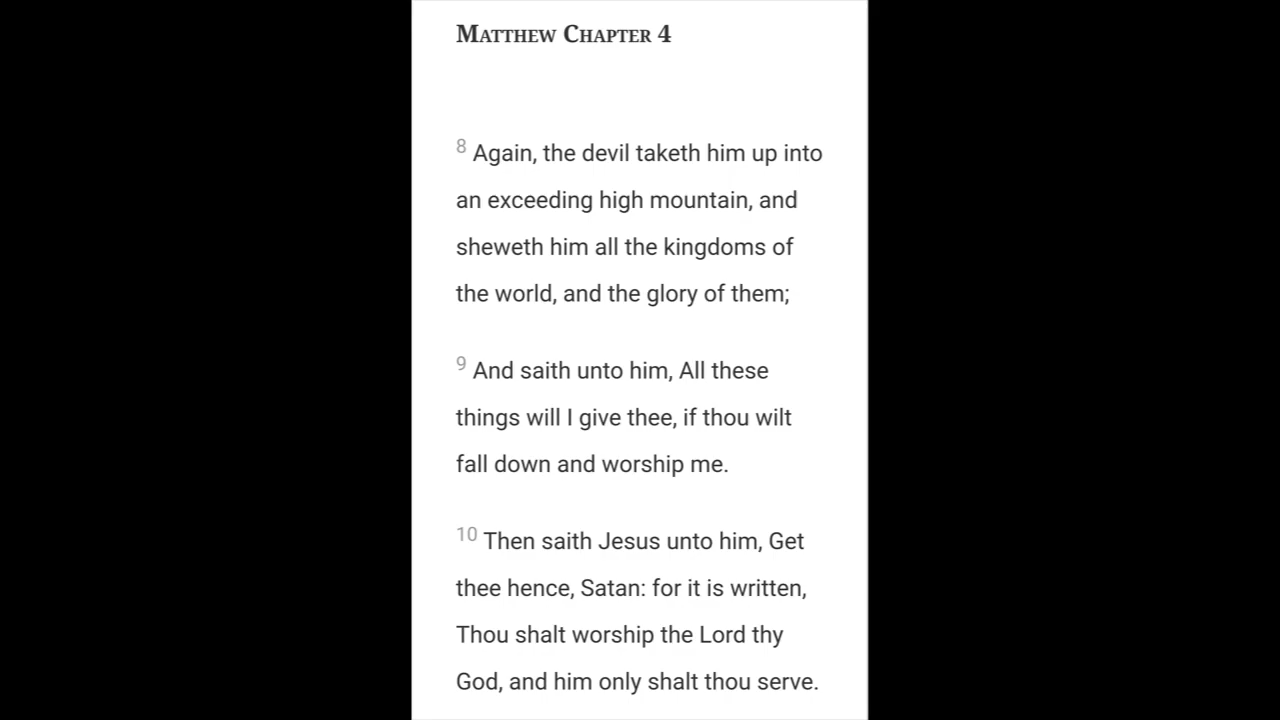 Matthew Chapter 4
8 Again, the devil taketh him up into
an exceeding high mountain, and
sheweth him all the kingdoms of
the world, and the glory of them;
9 And saith unto him, All these
things will I give thee, if thou wilt
fall down and worship me.
10 Then saith Jesus unto him, Get
thee hence, Satan: for it is written,
Thou shalt worship the Lord thy
God, and him only shalt thou serve.